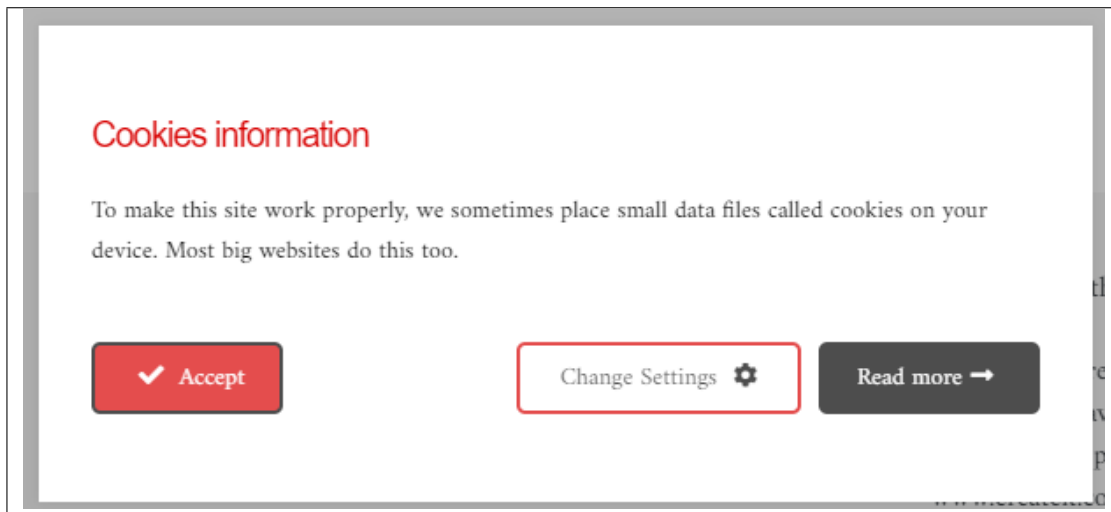 Cookies information
To make this site work properly, we sometimes place small data files called cookies on your
device. Most big websites do this too.
Accept
Change Settings
Read more